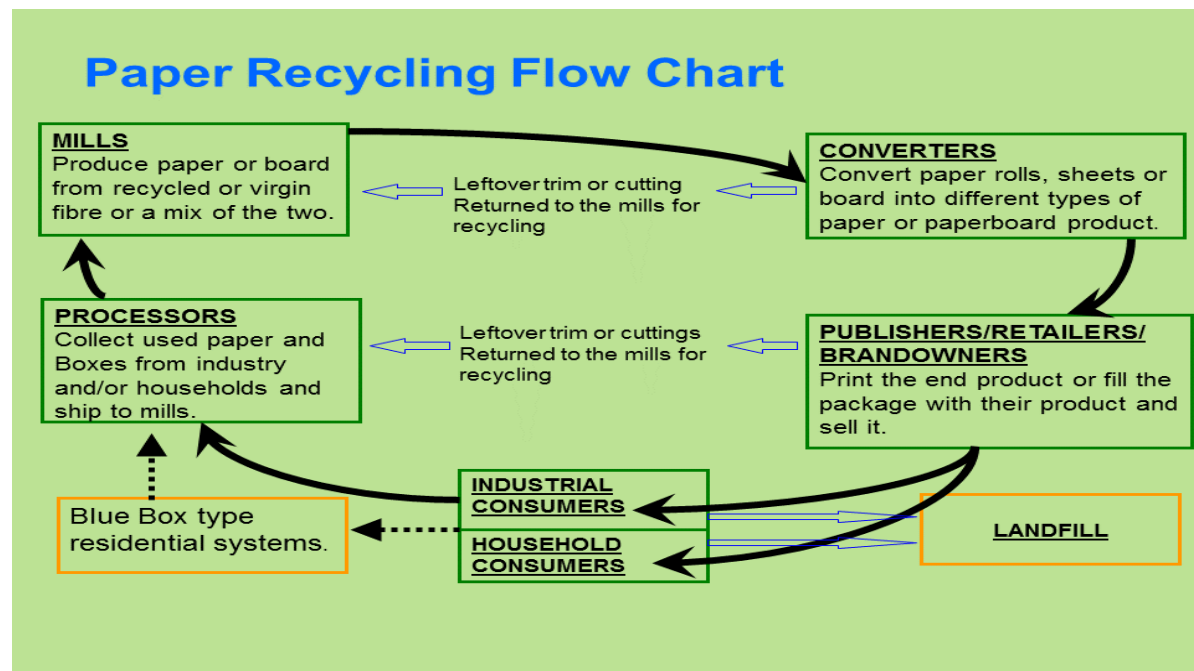 Paper Recycling Flow Chart
MILLS
Produce paper or board
from recycled or virgin
fibre or a mix of the two.
Leftover trim or cutting
Returned to the mills for
recycling
CONVERTERS
Convert paper rolls, sheets or
board into different types of
paper or paperboard product.
PROCESSORS
Collect used paper and
Boxes from industry
and/or households and
ship to mills.
Leftover trim or cuttings
Returned to the mills for
recycling
PUBLISHERS/RETAILERS/
BRANDOWNERS
Print the end product or fill the
package with their product and
sell it.
Blue Box type
residential systems.
INDUSTRIAL
CONSUMERS
HOUSEHOLD
CONSUMERS
LANDFILL